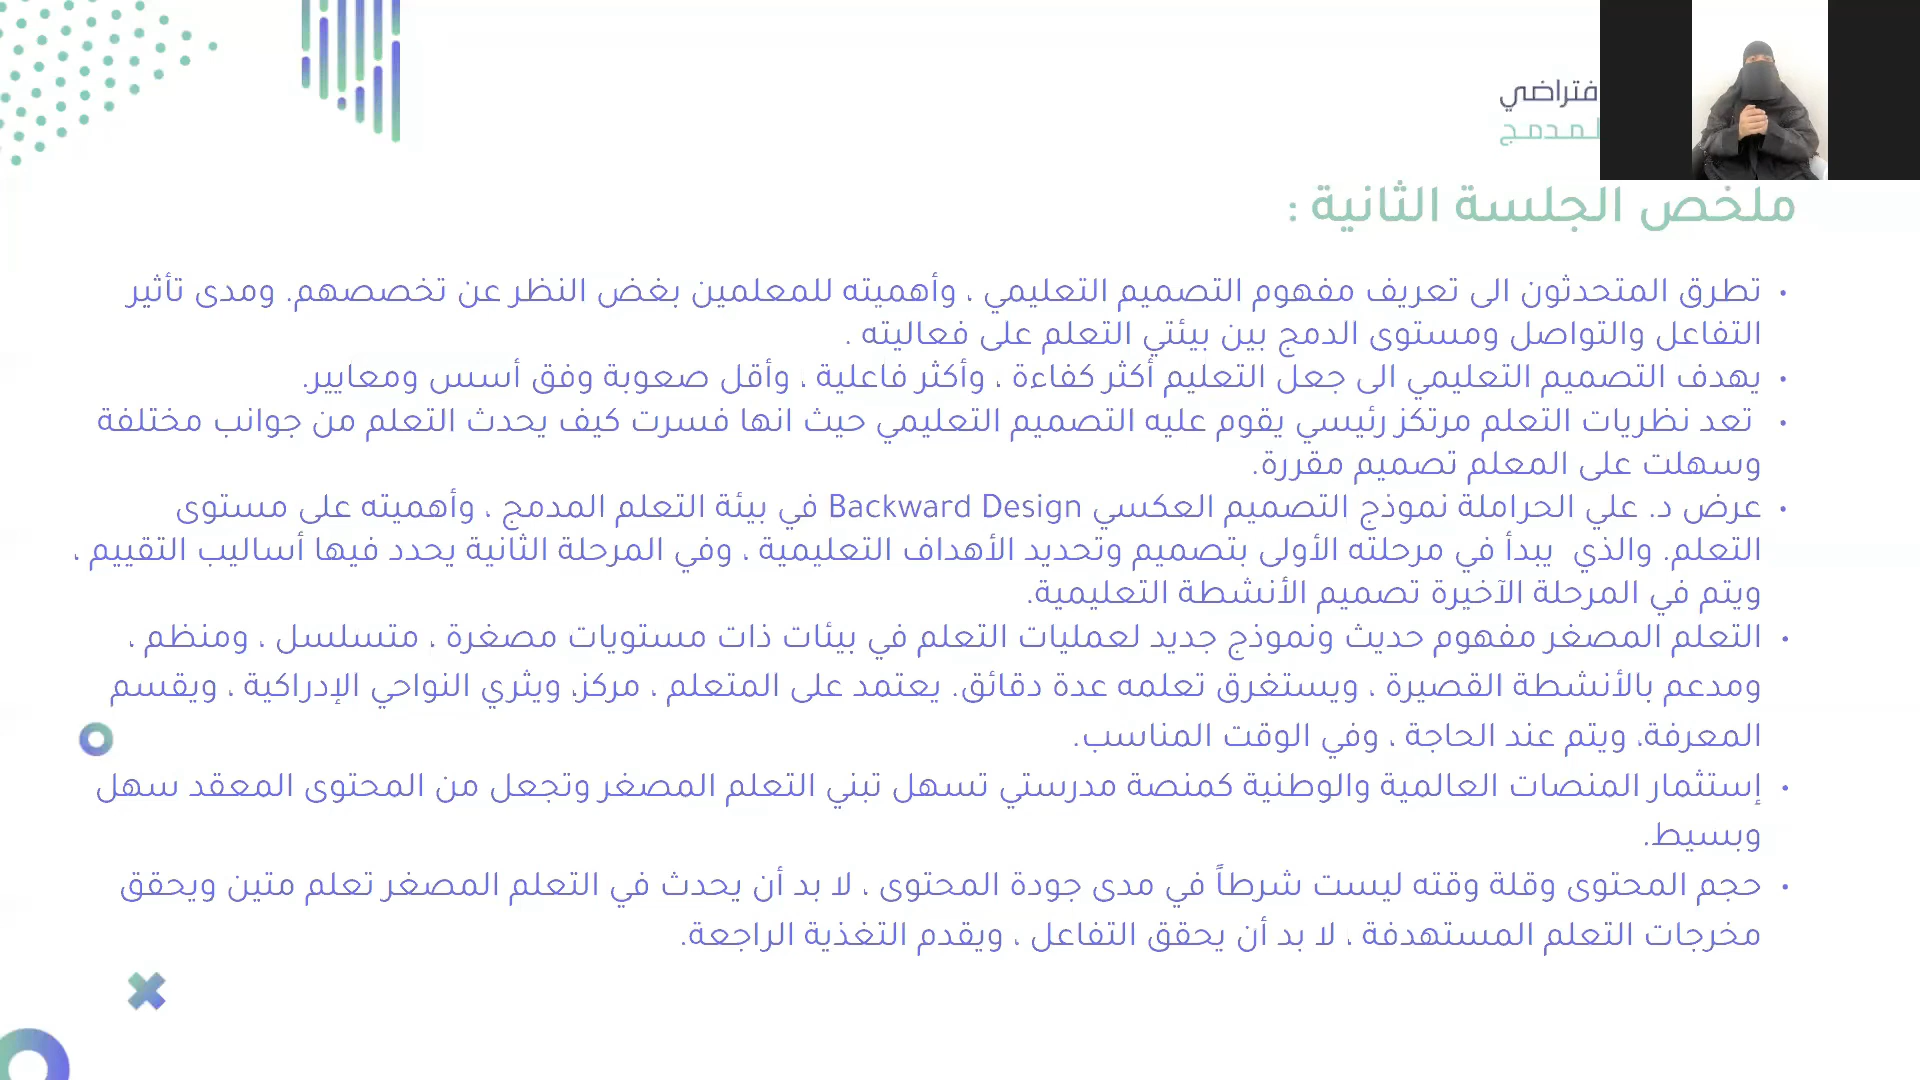 فتراضي
لمدمج
ملخص الجلسة الثانية :
• تطرق المتحدثون الى تعريف مفهوم التصميم التعليمي ، وأهميته للمعلمين بغض النظر عن تخصصهم. ومدى تأثير
التفاعل والتواصل ومستوى الدمج بين بيئتي التعلم على فعاليته .
• يهدف التصميم التعليمي الى جعل التعليم أكثر كفاءة ، وأكثر فاعلية ، وأقل صعوبة وفق أسس ومعايير.
• تعد نظريات التعلم مرتكز رئيسي يقوم عليه التصميم التعليمي حيث انها فسرت كيف يحدث التعلم من جوانب مختلفة
وسهلت على المعلم تصميم مقررة.
• عرض د. علي الحراملة نموذج التصميم العكسي Backward Design في بيئة التعلم المدمج ، وأهميته على مستوى
التعلم. والذي يبدأ في مرحلته الأولى بتصميم وتحديد الأهداف التعليمية ، وفي المرحلة الثانية يحدد فيها أساليب التقييم ،
ويتم في المرحلة الآخيرة تصميم الأنشطة التعليمية.
• التعلم المصغر مفهوم حديث ونموذج جديد لعمليات التعلم في بيئات ذات مستويات مصغرة ، متسلسل ، ومنظم ،
ومدعم بالأنشطة القصيرة ، ويستغرق تعلمه عدة دقائق. يعتمد على المتعلم ، مركز، ويثري النواحي الإدراكية ، ويقسم
المعرفة، ويتم عند الحاجة ، وفي الوقت المناسب.
• إستثمار المنصات العالمية والوطنية كمنصة مدرستي تسهل تبني التعلم المصغر وتجعل من المحتوى المعقد سهل
وبسيط.
• حجم المحتوى وقلة وقته ليست شرطاً في مدى جودة المحتوى ، لا بد أن يحدث في التعلم المصغر تعلم متين ويحقق
مخرجات التعلم المستهدفة ، لا بد أن يحقق التفاعل ، ويقدم التغذية الراجعة.